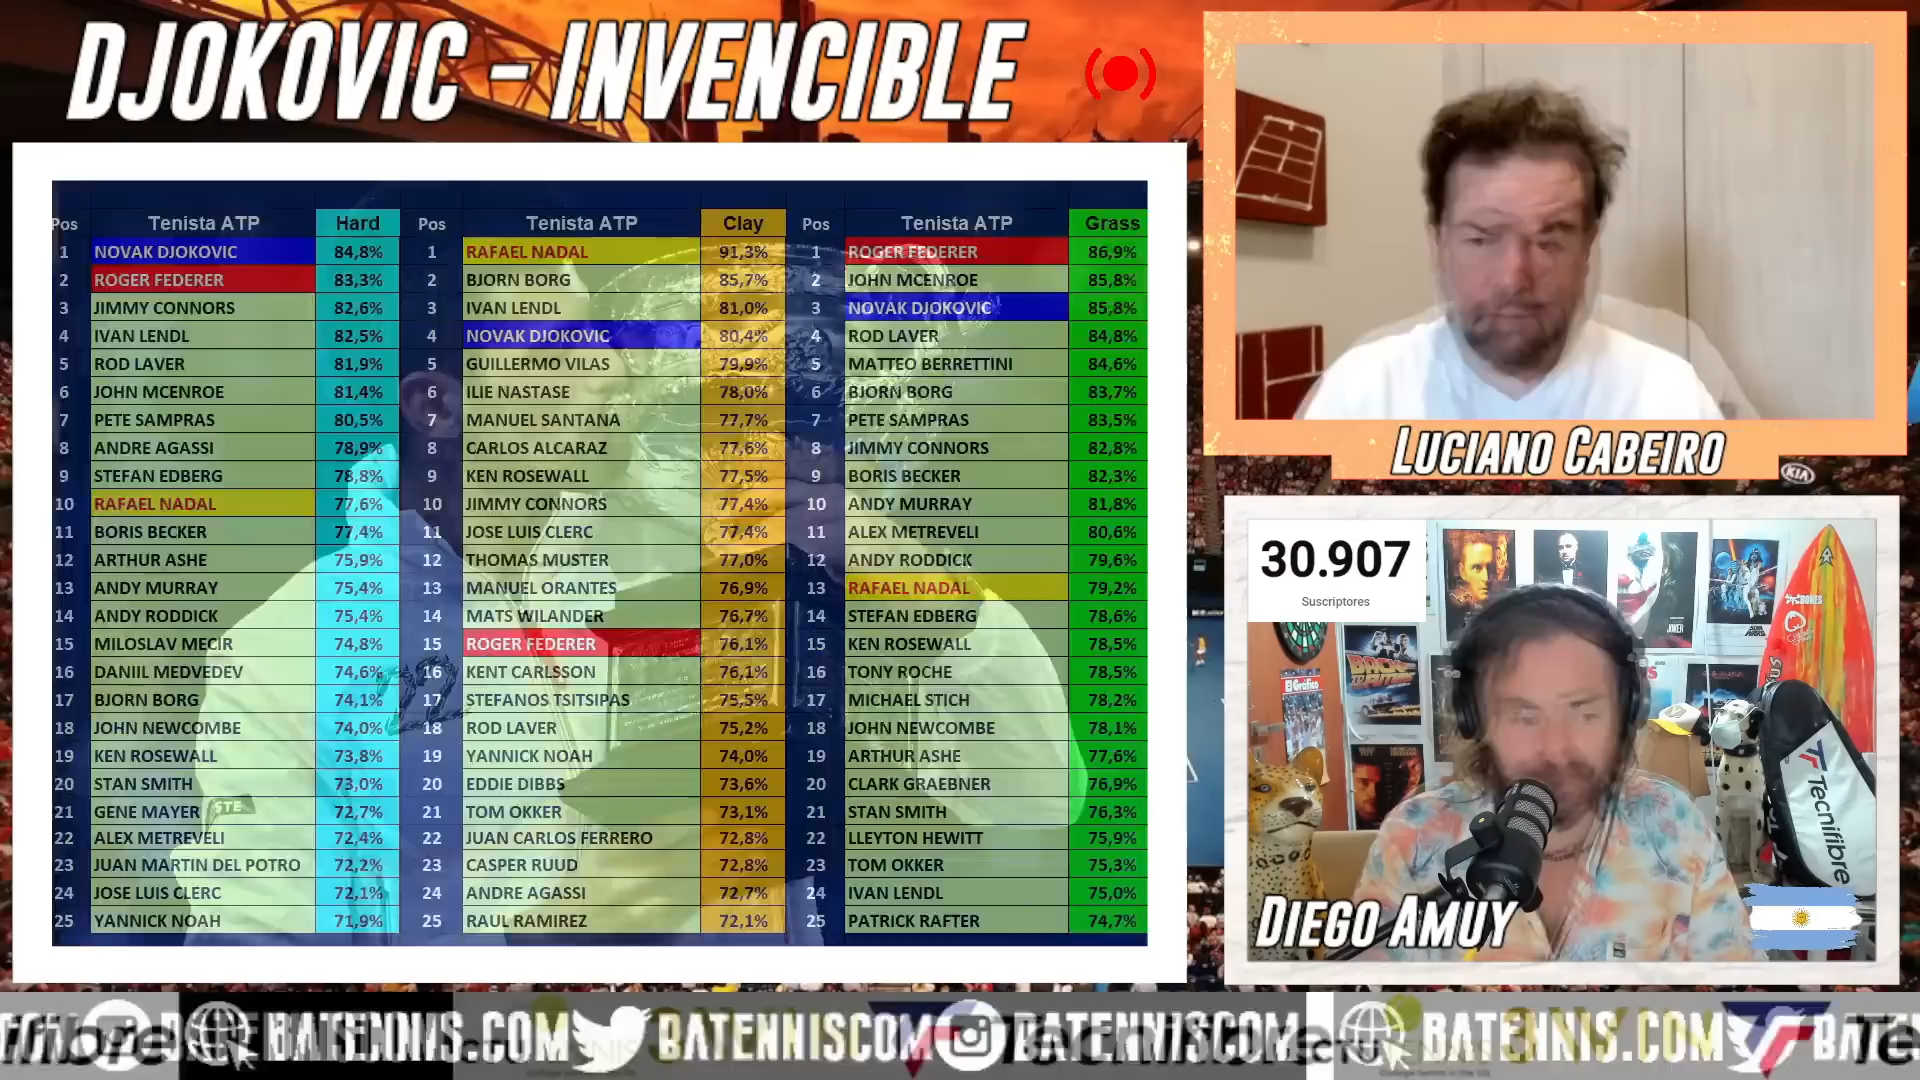 DJOKOVIC - INVENCIBLE
Pos Tenista ATP Hard Pos Tenista ATP Clay Pos Tenista ATP Grass
1 NOVAK DJOKOVIC 84,8% 1 RAFAEL NADAL 91,3% 1 ROGER FEDERER 86,9%
2 ROGER FEDERER 83,3% 2 BJORN BORG 85,7% 2 JOHN MCENROE 85,8%
3 JIMMY CONNORS 82,6% 3 IVAN LENDL 81,0% 3 NOVAK DJOKOVIC 85,8%
4 IVAN LENDL 82,5% 4 NOVAK DJOKOVIC 80,4% 4 ROD LAVER 84,8%
5 ROD LAVER 81,9% 5 GUILLERMO VILAS 79,9% 5 MATTEO BERRETTINI 84,6%
6 JOHN MCENROE 81,4% 6 ILIE NASTASE 78,0% 6 BJORN BORG 83,7%
7 PETE SAMPRAS 80,5% 7 MANUEL SANTANA 77,7% 7 PETE SAMPRAS 83,5%
8 ANDRE AGASSI 78,9% 8 CARLOS ALCARAZ 77,6% 8 JIMMY CONNORS 82,8%
9 STEFAN EDBERG 78,8% 9 KEN ROSEWALL 77,5% 9 BORIS BECKER 82,3%
10 RAFAEL NADAL 77,6% 10 JIMMY CONNORS 77,4% 10 ANDY MURRAY 81,8%
11 BORIS BECKER 77,4% 11 JOSE LUIS CLERC 77,4% 11 ALEX METREVELI 80,6%
12 ARTHUR ASHE 75,9% 12 THOMAS MUSTER 77,0% 12 ANDY RODDICK 79,6%
13 ANDY MURRAY 75,4% 13 MANUEL ORANTES 76,9% 13 RAFAEL NADAL 79,2%
14 ANDY RODDICK 75,4% 14 MATS WILANDER 76,7% 14 STEFAN EDBERG 78,6%
15 MILOSLAV MECIR 74,8% 15 ROGER FEDERER 76,1% 15 KEN ROSEWALL 78,5%
16 DANIIL MEDVEDEV 74,6% 16 KENT CARLSSON 76,1% 16 TONY ROCHE 78,5%
17 BJORN BORG 74,1% 17 STEFANOS TSITSIPAS 75,5% 17 MICHAEL STICH 78,2%
18 JOHN NEWCOMBE 74,0% 18 ROD LAVER 75,2% 18 JOHN NEWCOMBE 78,1%
19 KEN ROSEWALL 73,8% 19 YANNICK NOAH 74,0% 19 ARTHUR ASHE 77,6%
20 STAN SMITH 73,0% 20 EDDIE DIBBS 73,6% 20 CLARK GRAEBNER 76,9%
21 GENE MAYER 72,7% 21 TOM OKKER 73,1% 21 STAN SMITH 76,3%
22 ALEX METREVELI 72,4% 22 JUAN CARLOS FERRERO 72,8% 22 LLEYTON HEWITT 75,9%
23 JUAN MARTIN DEL POTRO 72,2% 23 CASPER RUUD 72,8% 23 TOM OKKER 75,3%
24 JOSE LUIS CLERC 72,1% 24 ANDRE AGASSI 72,7% 24 IVAN LENDL 75,0%
25 YANNICK NOAH 71,9% 25 RAUL RAMIREZ 72,1% 25 PATRICK RAFTER 74,7%
LUCIANO CABEIRO
KIA
30.907
Suscriptores
JOKER
El Gráfico
BACK TO THE FUTURE
Tecnifibre
DIEGO AMUY
BATENNIS.COM BATENNISCOM BATENNISCOM BATENNIS.COM